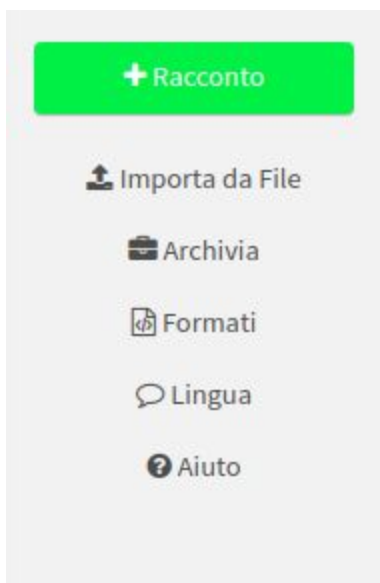 Racconto
Importa da File
Archivia
Formati
Lingua
Aiuto